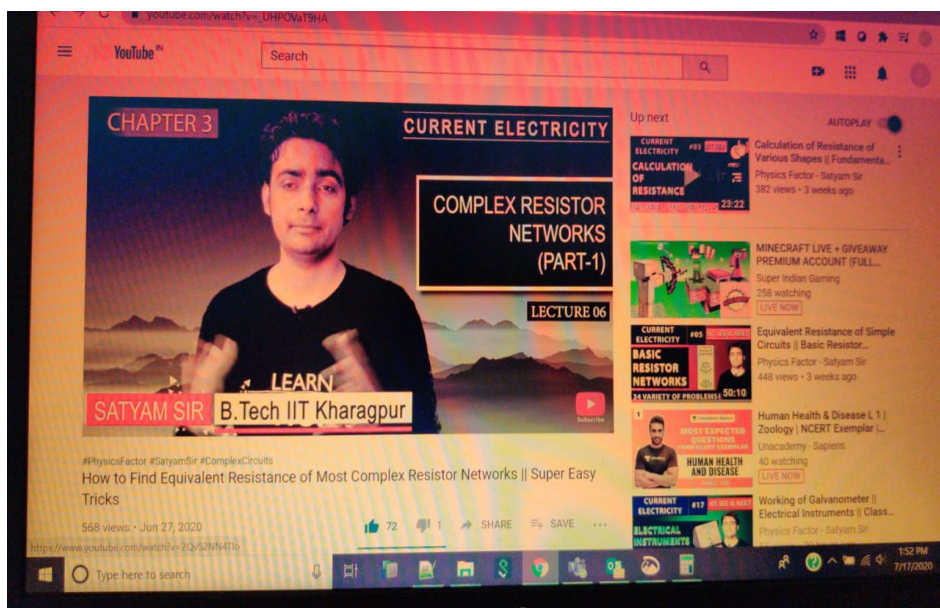 youtube.com/watch?v=_UHPOVaT9HA
YouTube IN
Search
CHAPTER 3
CURRENT ELECTRICITY
COMPLEX RESISTOR
NETWORKS
(PART-1)
LECTURE 06
LEARN
SATYAM SIR B.Tech IIT Kharagpur
Subscribe
#PhysicsFactor #SatyamSir #ComplexCircuits
How to Find Equivalent Resistance of Most Complex Resistor Networks || Super Easy
Tricks
568 views • Jun 27, 2020
72 1 SHARE SAVE
Up next
AUTOPLAY
CURRENT
ELECTRICITY #03
CALCULATION
OF
RESISTANCE
23:22
Calculation of Resistance of
Various Shapes || Fundamenta...
Physics Factor - Satyam Sir
382 views • 3 weeks ago
MINECRAFT LIVE + GIVEAWAY
PREMIUM ACCOUNT (FULL...
Super Indian Gaming
258 watching
LIVE NOW
CURRENT
ELECTRICITY #05
BASIC
RESISTOR
NETWORKS
34 VARIETY OF PROBLEMS
50:10
Equivalent Resistance of Simple
Circuits || Basic Resistor...
Physics Factor - Satyam Sir
448 views • 3 weeks ago
1
MOST EXPECTED
QUESTIONS
HUMAN HEALTH
AND DISEASE
Human Health & Disease L 1 |
Zoology | NCERT Exemplar |...
Unacademy - Sapiens
40 watching
LIVE NOW
CURRENT
ELECTRICITY #17
ELECTRICAL
INSTRUMENTS
Working of Galvanometer ||
Electrical Instruments || Class...
Physics Factor - Satyam Sir
Type here to search
1:52 PM
7/17/2020